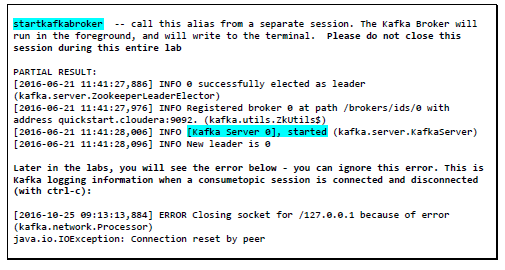 startkafkabroker -- call this alias from a separate session. The Kafka Broker will
run in the foreground, and will write to the terminal. Please do not close this
session during this entire lab
PARTIAL RESULT:
[2016-06-21 11:41:27,886] INFO 0 successfully elected as leader
(kafka.server.ZookeeperLeaderElector)
[2016-06-21 11:41:27,976] INFO Registered broker 0 at path /brokers/ids/0 with
address quickstart.cloudera:9092. (kafka.utils.ZkUtils$)
[2016-06-21 11:41:28,006] INFO [Kafka Server 0], started (kafka.server.KafkaServer)
[2016-06-21 11:41:28,096] INFO New leader is 0
Later in the labs, you will see the error below - you can ignore this error. This is
Kafka logging information when a consumetopic session is connected and disconnected
(with ctrl-c):
[2016-10-25 09:13:13,884] ERROR Closing socket for /127.0.0.1 because of error
(kafka.network.Processor)
java.io.IOException: Connection reset by peer